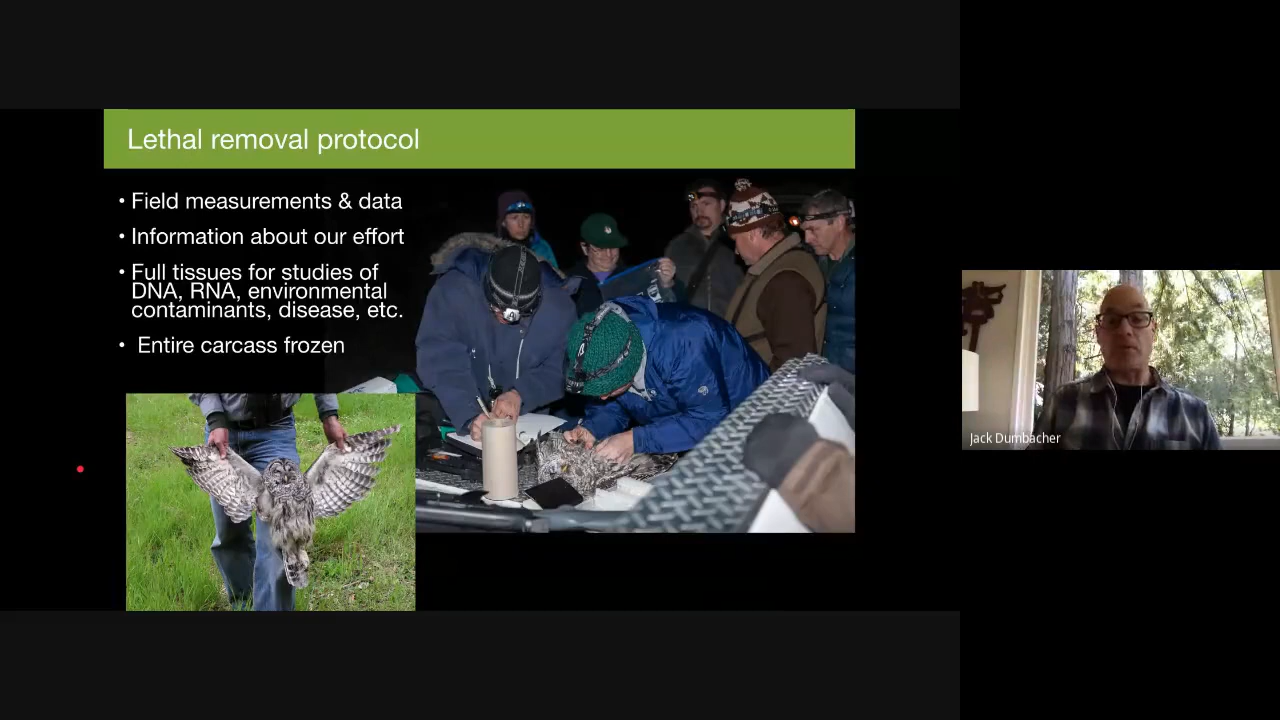 Lethal removal protocol
• Field measurements & data
• Information about our effort
• Full tissues for studies of
DNA, RNA, environmental
contaminants, disease, etc.
• Entire carcass frozen
Jack Dumbacher